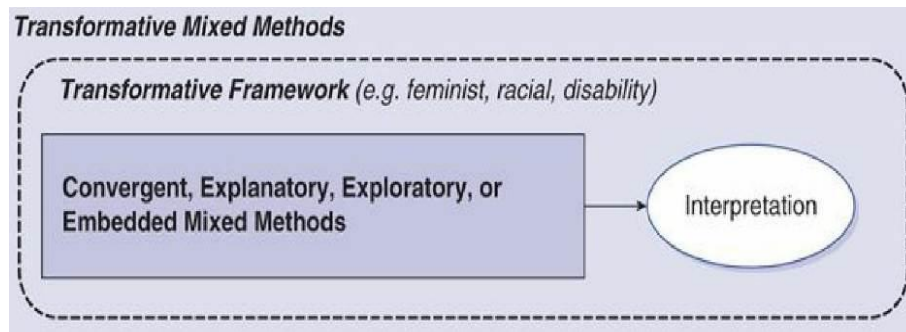 Transformative Mixed Methods
Transformative Framework (e.g. feminist, racial, disability)
Convergent, Explanatory, Exploratory, or
Embedded Mixed Methods
Interpretation